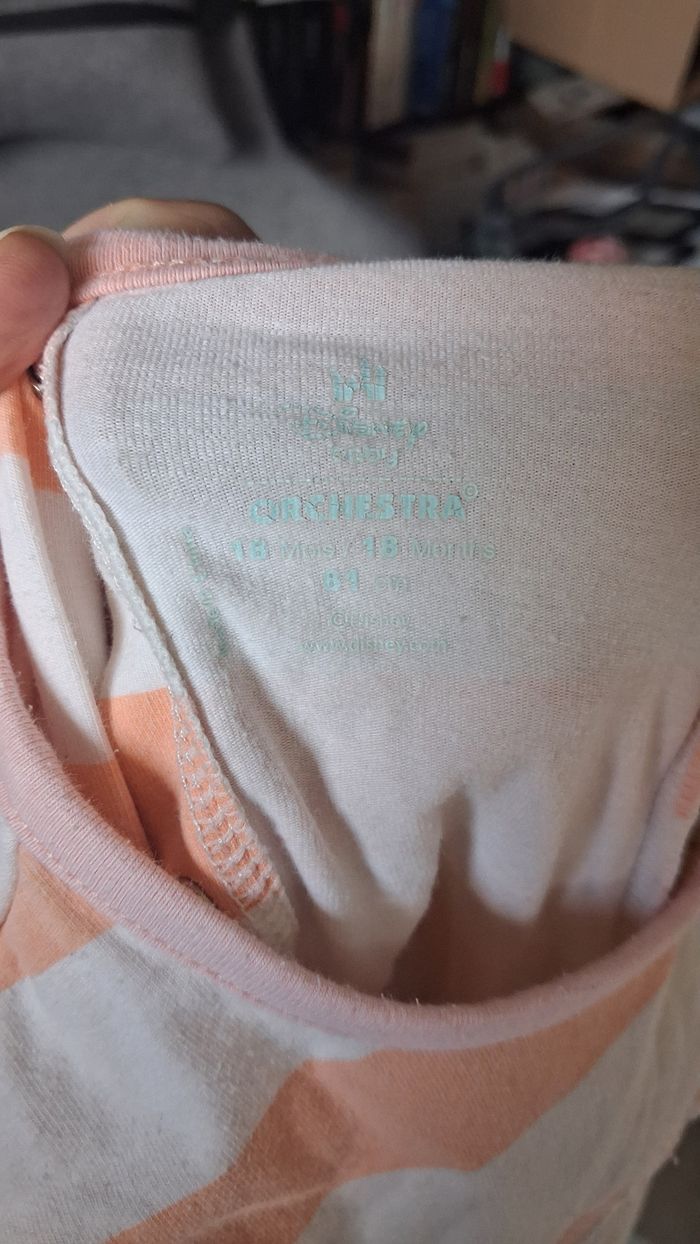 Disney
baby
ORCHESTRA®
18 Mois / 18 Months
81 cm
©Disney
www.disney.com